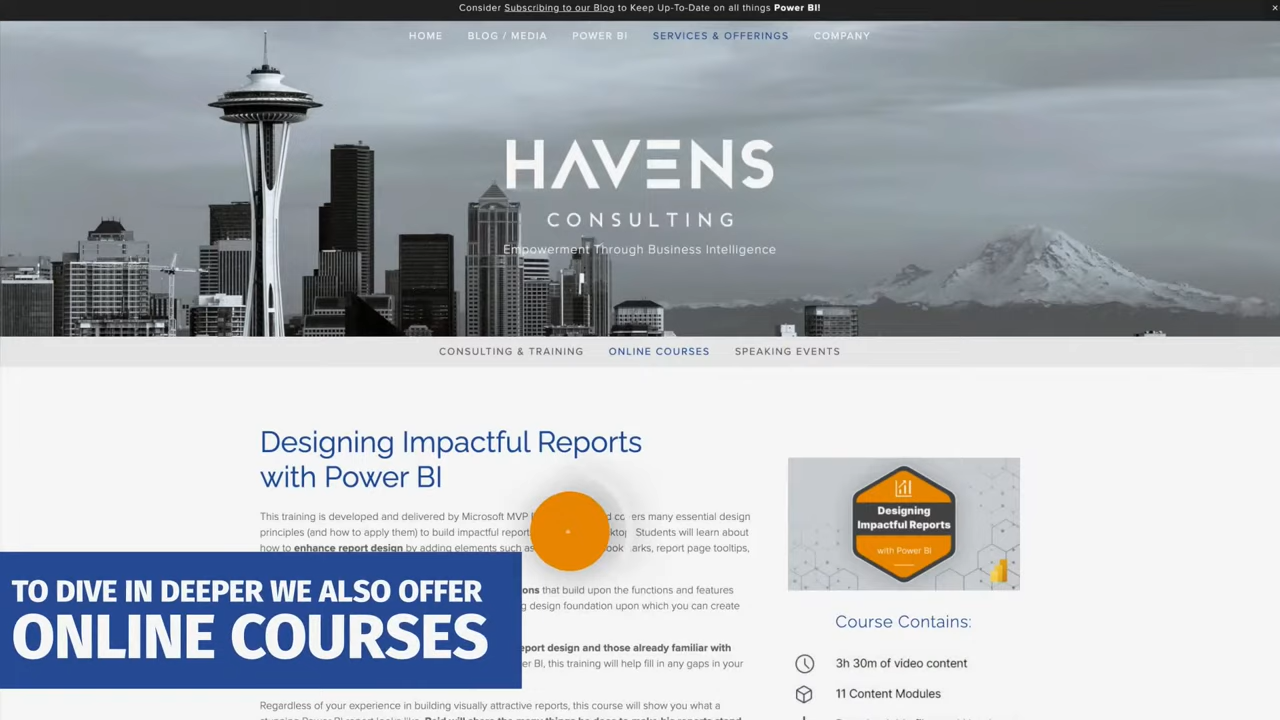 Consider Subscribing to our Blog to Keep Up-To-Date on all things Power BI!
×
HOME BLOG / MEDIA POWER BI SERVICES & OFFERINGS COMPANY
HAVENS
CONSULTING
Empowerment Through Business Intelligence
CONSULTING & TRAINING ONLINE COURSES SPEAKING EVENTS
Designing Impactful Reports
with Power BI
This training is developed and delivered by Microsoft MVP many essential design
principles (and how to apply them) to build impactful Students will learn about
how to enhance report design by adding elements such report page tooltips,
that build upon the functions and features
design foundation upon which you can create
report design and those already familiar with
BI, this training will help fill in any gaps in your
Regardless of your experience in building visually attractive reports, this course will show you what a
TO DIVE IN DEEPER WE ALSO OFFER
ONLINE COURSES
Designing
Impactful Reports
with Power BI
Course Contains:
3h 30m of video content
11 Content Modules